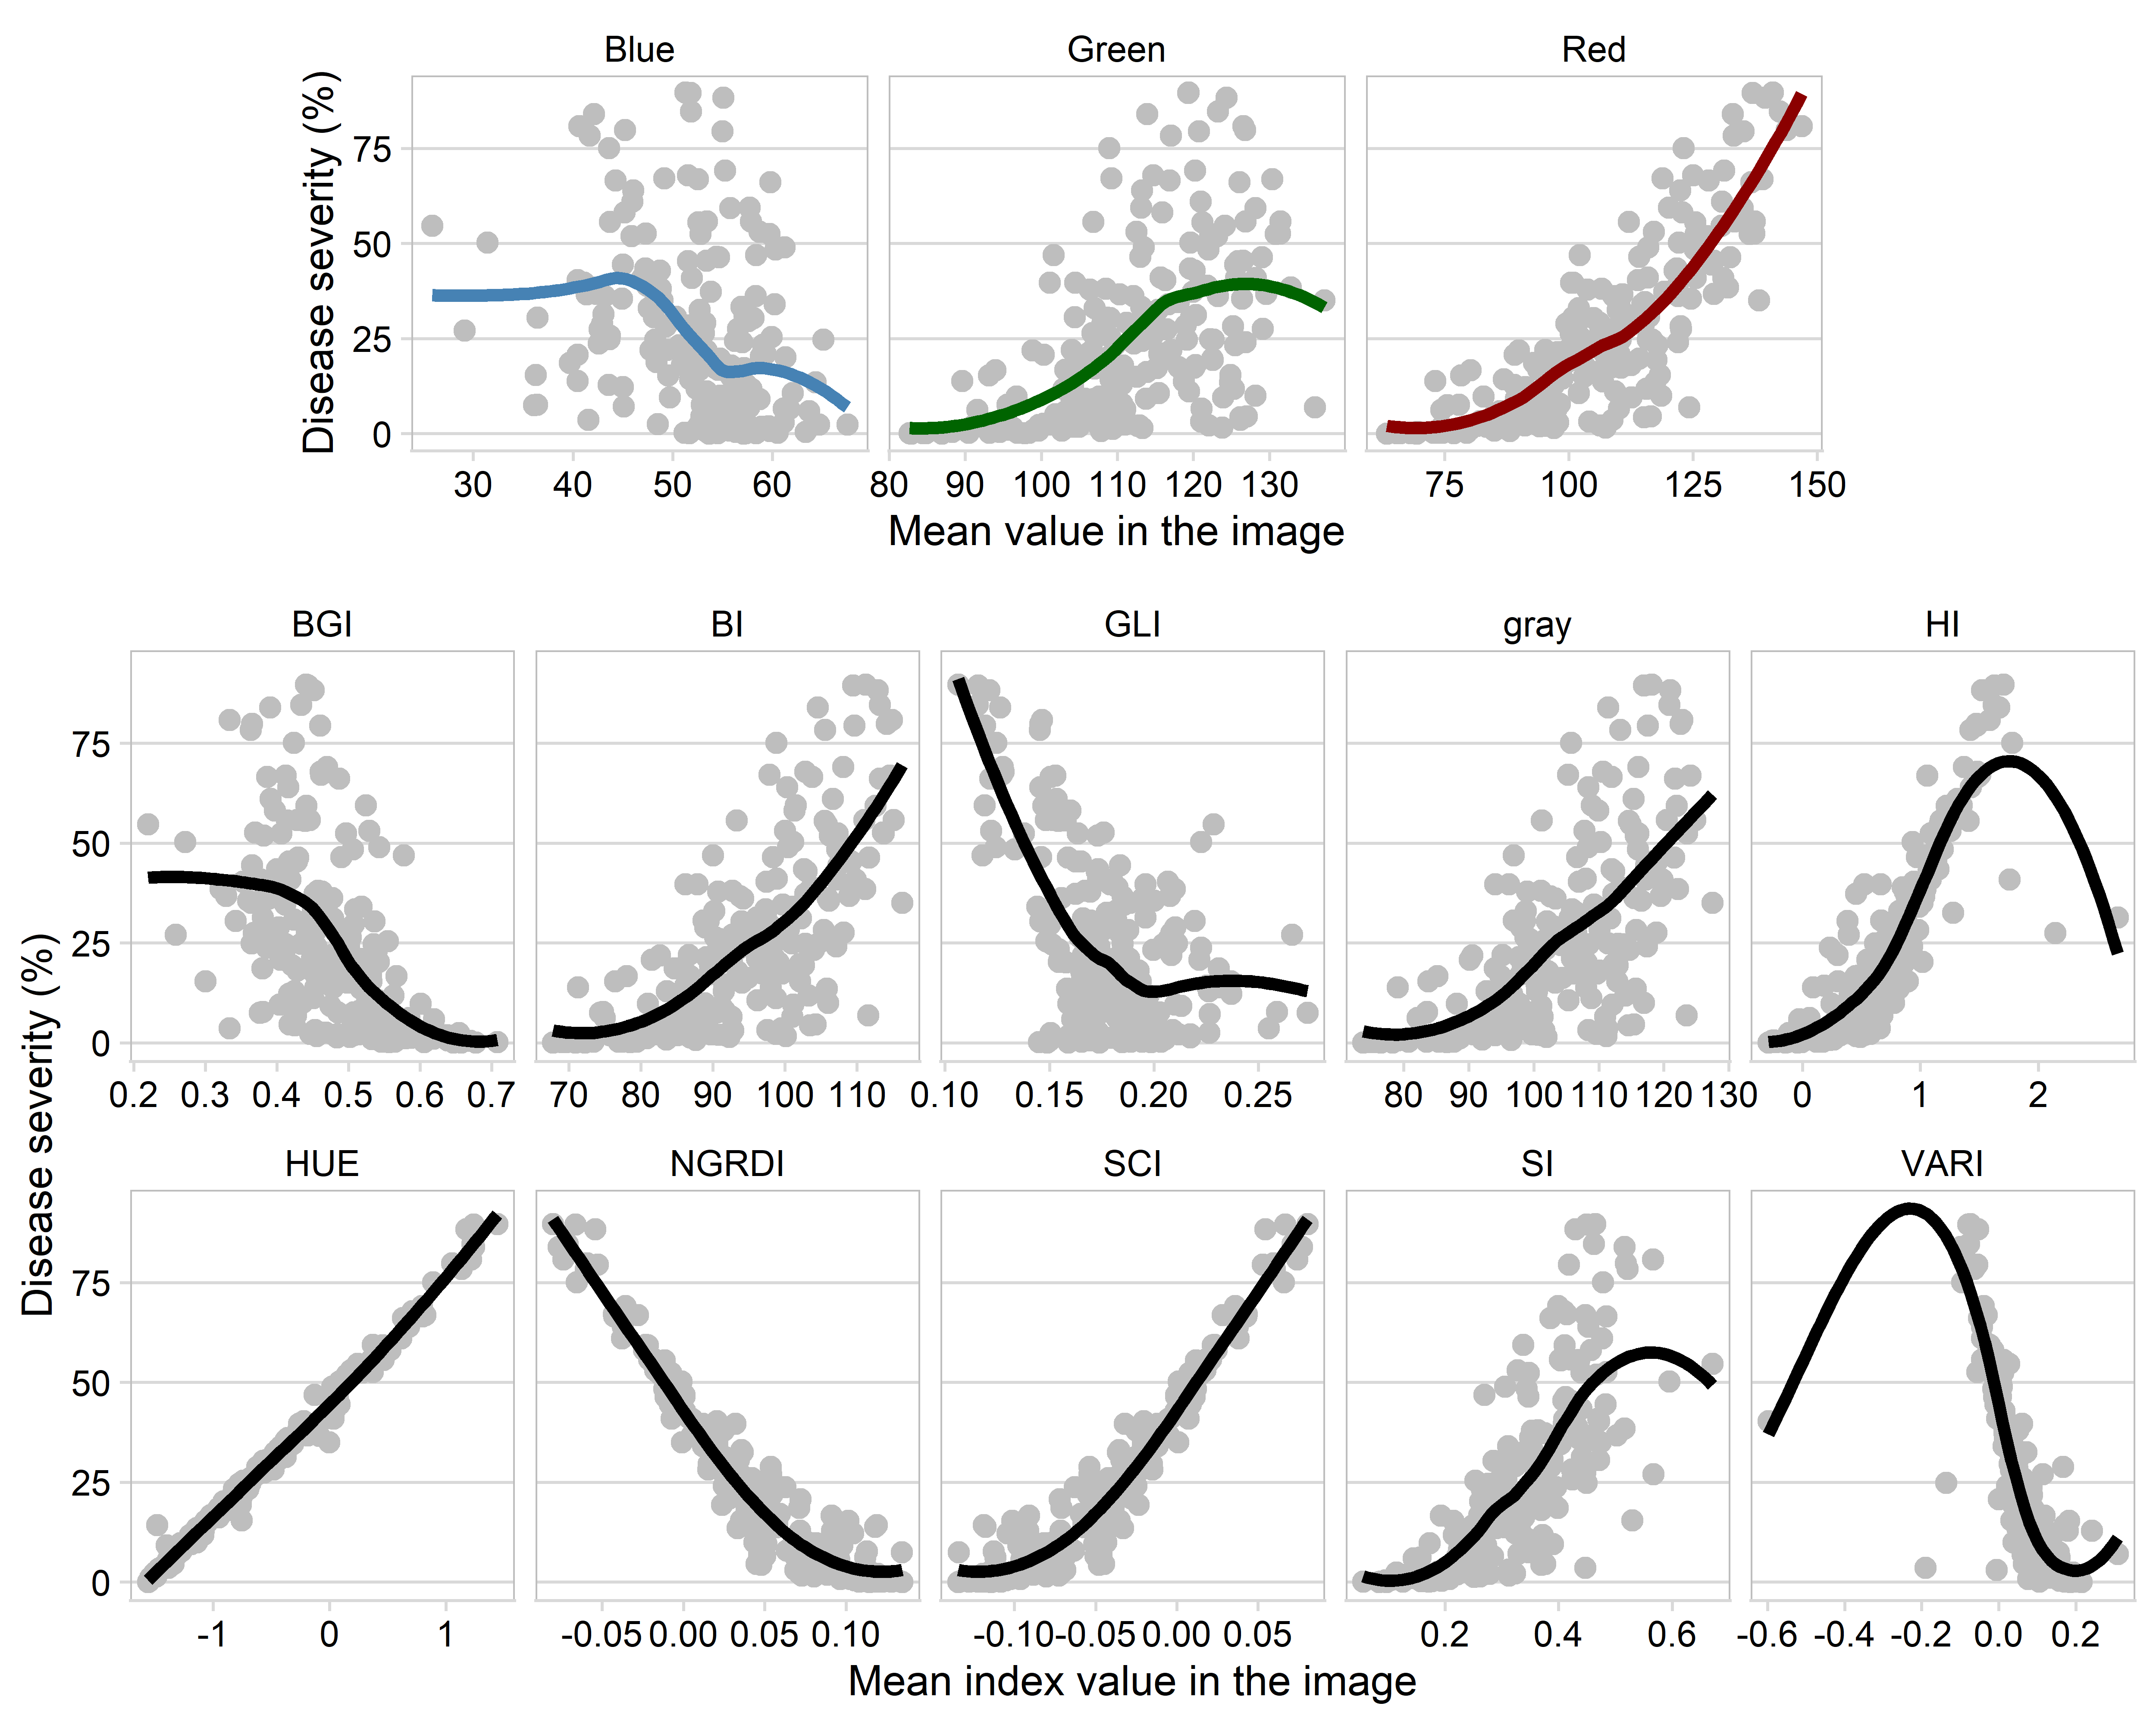 Blue Green Red
Disease severity (%)
75
50
25
0
30 40 50 60 80 90 100 110 120 130 75 100 125 150
Mean value in the image
BGI BI GLI gray HI
Disease severity (%)
75
50
25
0
0.2 0.3 0.4 0.5 0.6 0.7 70 80 90 100 110 0.10 0.15 0.20 0.25 80 90 100 110 120 130 0 1 2
HUE NGRDI SCI SI VARI
75
50
25
0
-1 0 1 -0.05 0.00 0.05 0.10 -0.10 -0.05 0.00 0.05 0.2 0.4 0.6 -0.6 -0.4 -0.2 0.0 0.2
Mean index value in the image